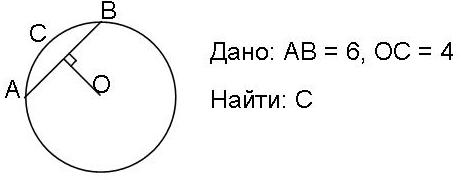 B
C
A
O
Дано: AB = 6, OC = 4
Найти: C